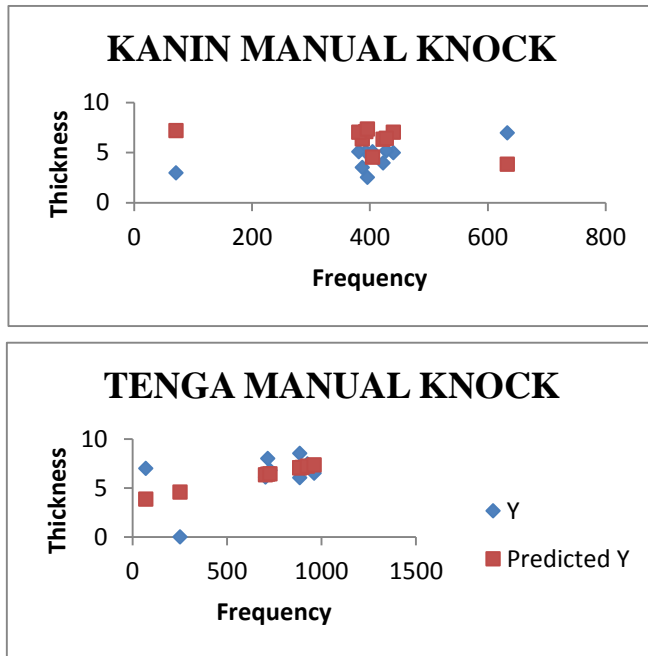 KANIN MANUAL KNOCK
10
5
0
0 200 400 600 800
Thickness
Frequency
TENGA MANUAL KNOCK
10
5
0
0 500 1000 1500
Thickness
Frequency
Y
Predicted Y